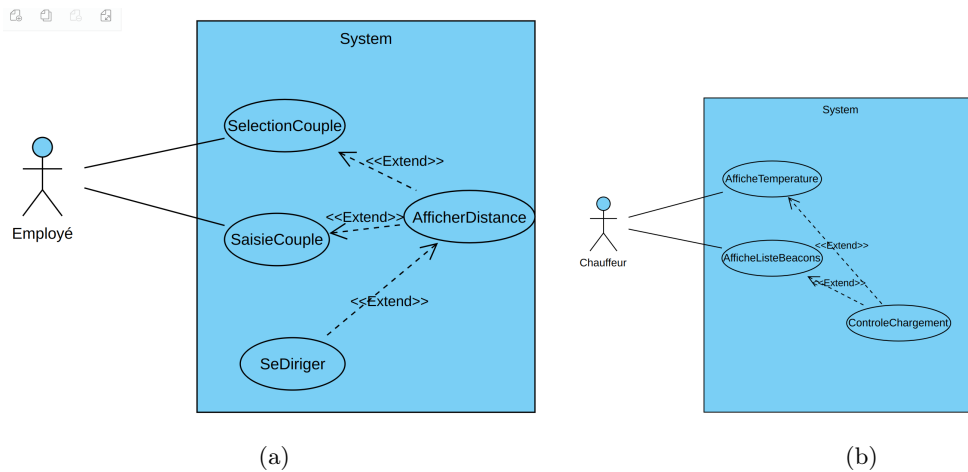 System
SelectionCouple
<<Extend>>
Employé
SaisieCouple
<<Extend>>
AfficherDistance
<<Extend>>
SeDiriger
(a)
System
AfficheTemperature
Chauffeur
<<Extend>>
AfficheListeBeacons
<<Extend>>
ControleChargement
(b)